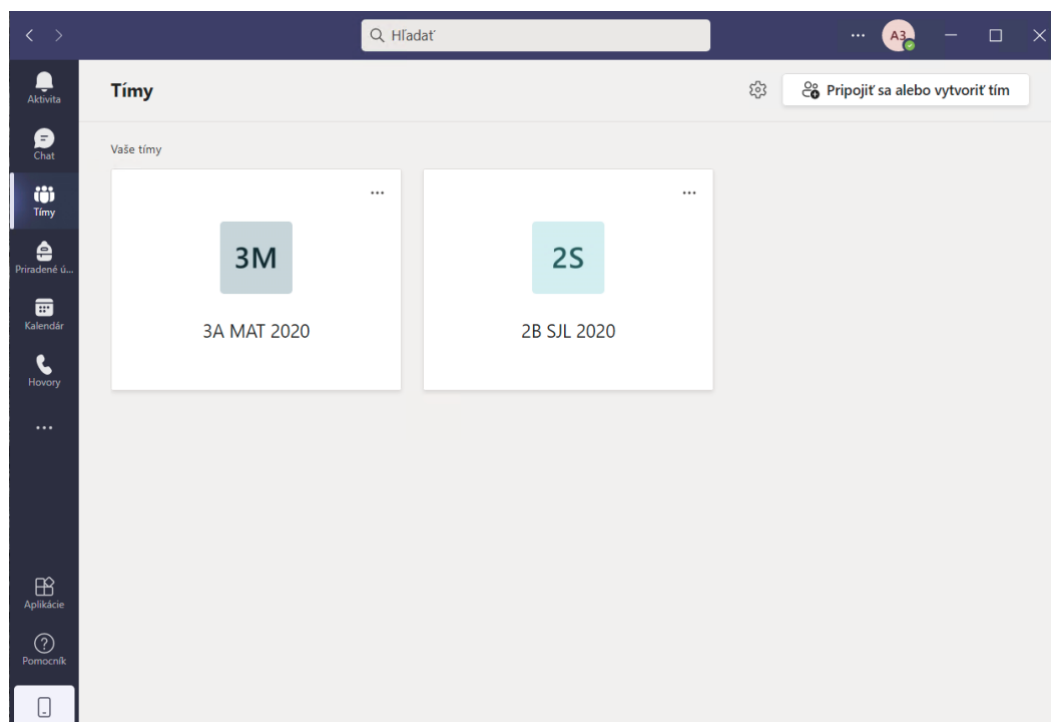 Hľadať
A3
Aktivita
Chat
Tímy
Priradené ú...
Kalendár
Hovory
Aplikácie
Pomocník
Tímy
Pripojiť sa alebo vytvoriť tím
Vaše tímy
3M
3A MAT 2020
2S
2B SJL 2020